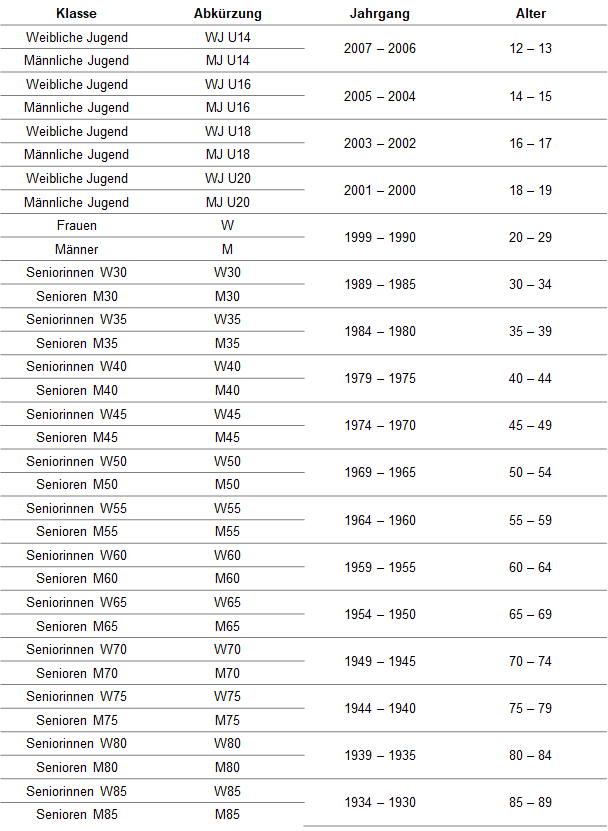 Klasse Abkürzung Jahrgang Alter
Weibliche Jugend WJ U14
2007 – 2006 12 – 13
Männliche Jugend MJ U14
Weibliche Jugend WJ U16
2005 – 2004 14 – 15
Männliche Jugend MJ U16
Weibliche Jugend WJ U18
2003 – 2002 16 – 17
Männliche Jugend MJ U18
Weibliche Jugend WJ U20
2001 – 2000 18 – 19
Männliche Jugend MJ U20
Frauen W
1999 – 1990 20 – 29
Männer M
Seniorinnen W30 W30
1989 – 1985 30 – 34
Senioren M30 M30
Seniorinnen W35 W35
1984 – 1980 35 – 39
Senioren M35 M35
Seniorinnen W40 W40
1979 – 1975 40 – 44
Senioren M40 M40
Seniorinnen W45 W45
1974 – 1970 45 – 49
Senioren M45 M45
Seniorinnen W50 W50
1969 – 1965 50 – 54
Senioren M50 M50
Seniorinnen W55 W55
1964 – 1960 55 – 59
Senioren M55 M55
Seniorinnen W60 W60
1959 – 1955 60 – 64
Senioren M60 M60
Seniorinnen W65 W65
1954 – 1950 65 – 69
Senioren M65 M65
Seniorinnen W70 W70
1949 – 1945 70 – 74
Senioren M70 M70
Seniorinnen W75 W75
1944 – 1940 75 – 79
Senioren M75 M75
Seniorinnen W80 W80
1939 – 1935 80 – 84
Senioren M80 M80
Seniorinnen W85 W85
1934 – 1930 85 – 89
Senioren M85 M85